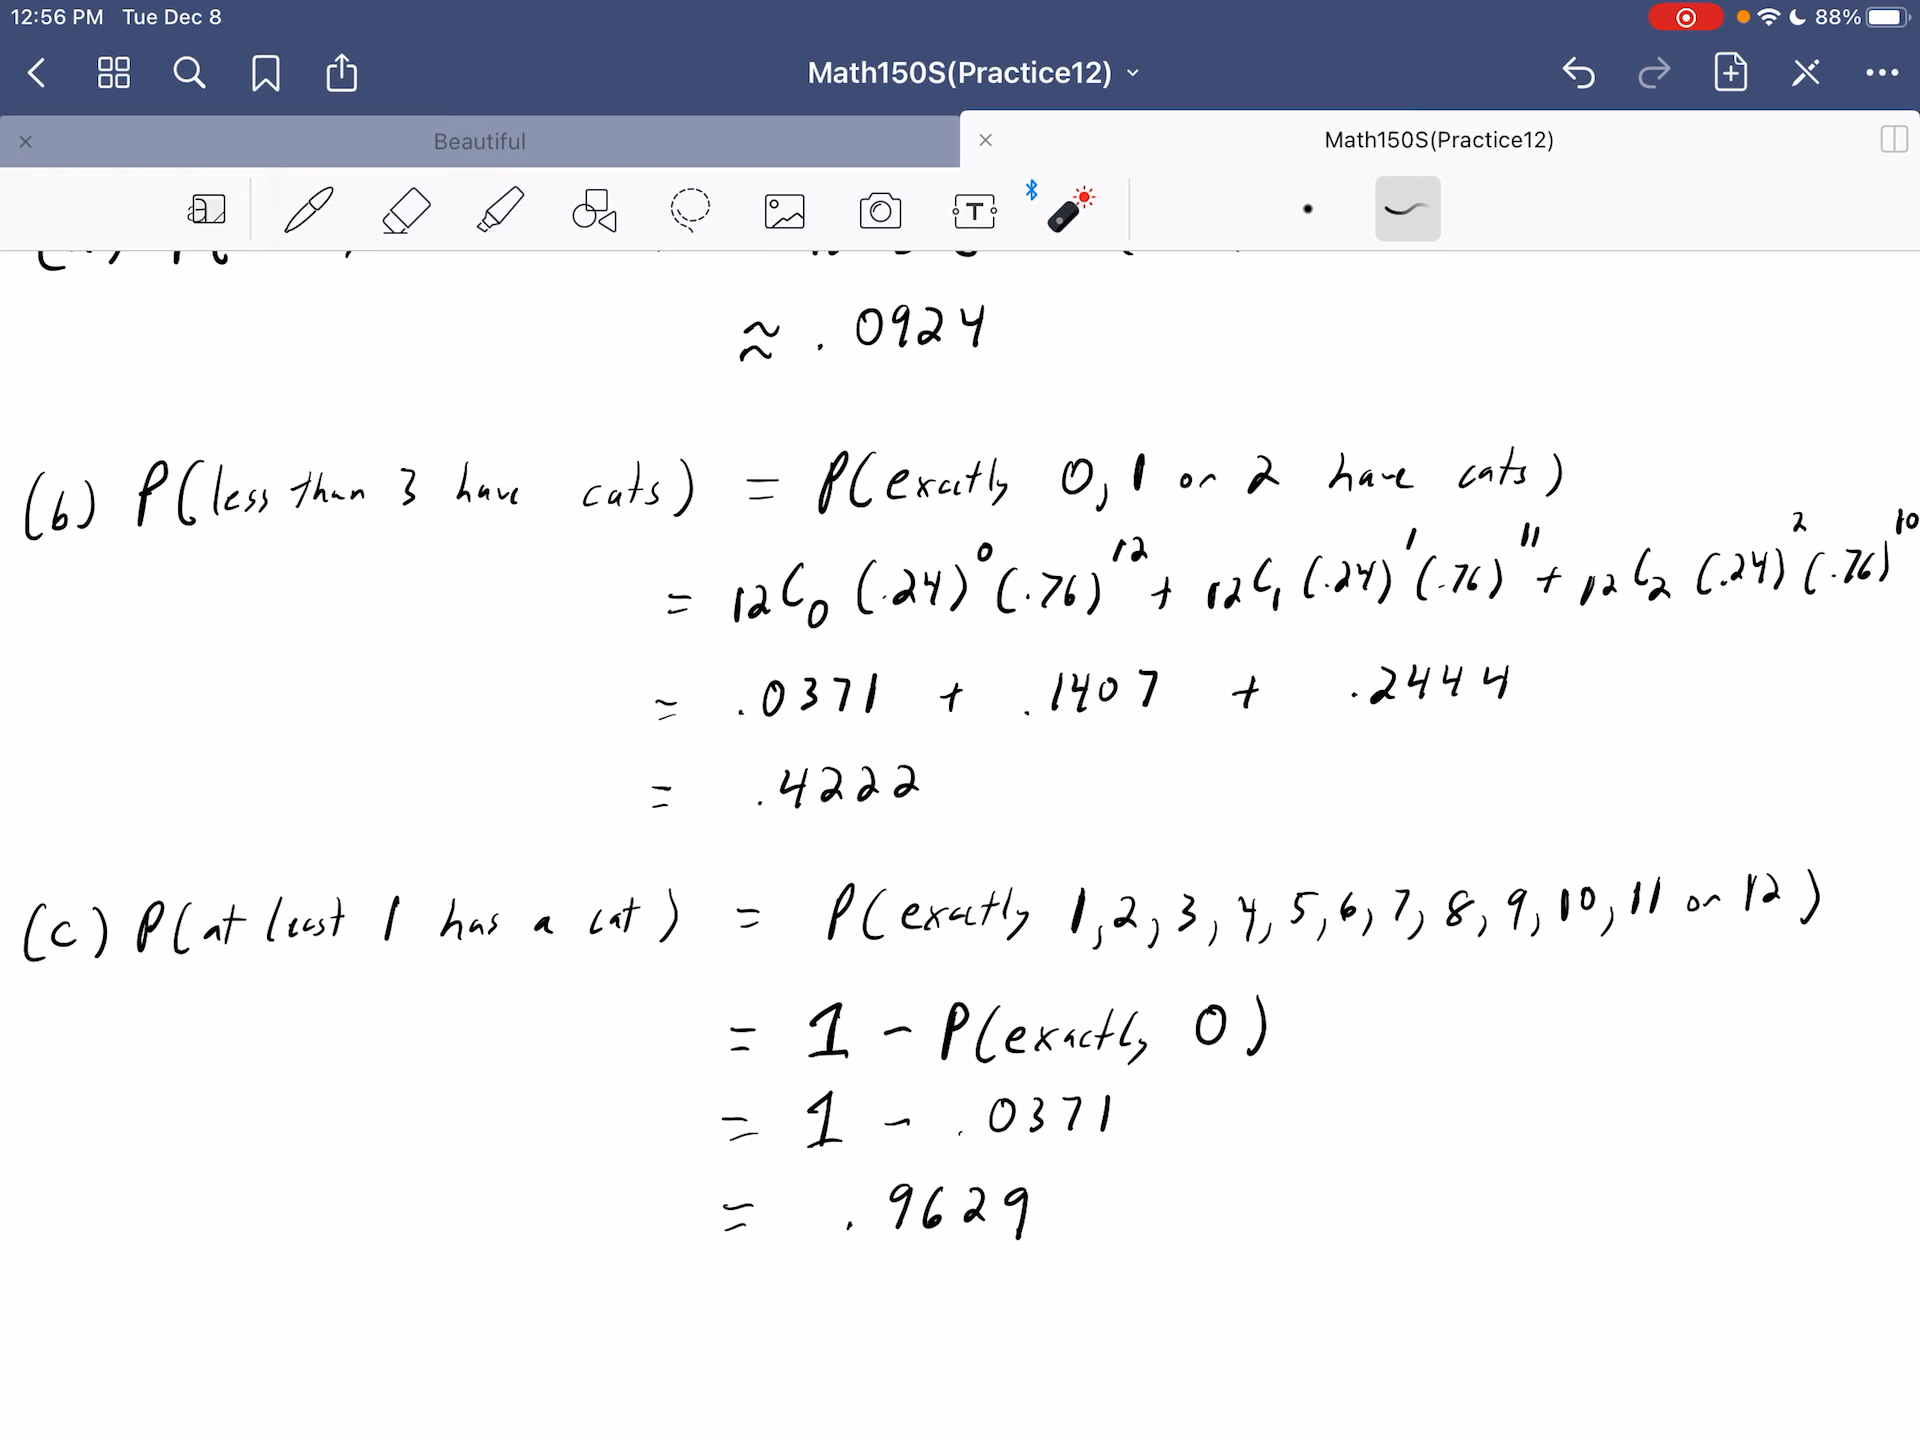 12:56 PM Tue Dec 8
88%
Math150S(Practice12)
Beautiful
Math150S(Practice12)
T
≈ .0924
(b) P(less than 3 have cats) = P(exactly 0, 1 or 2 have cats)
= 12C0 (.24)^0 (.76)^12 + 12C1 (.24)^1 (.76)^11 + 12C2 (.24)^2 (.76)^10
= .0371 + .1407 + .2444
= .4222
(c) P(at least 1 has a cat) = P(exactly 1, 2, 3, 4, 5, 6, 7, 8, 9, 10, 11 or 12)
= 1 - P(exactly 0)
= 1 - .0371
= .9629